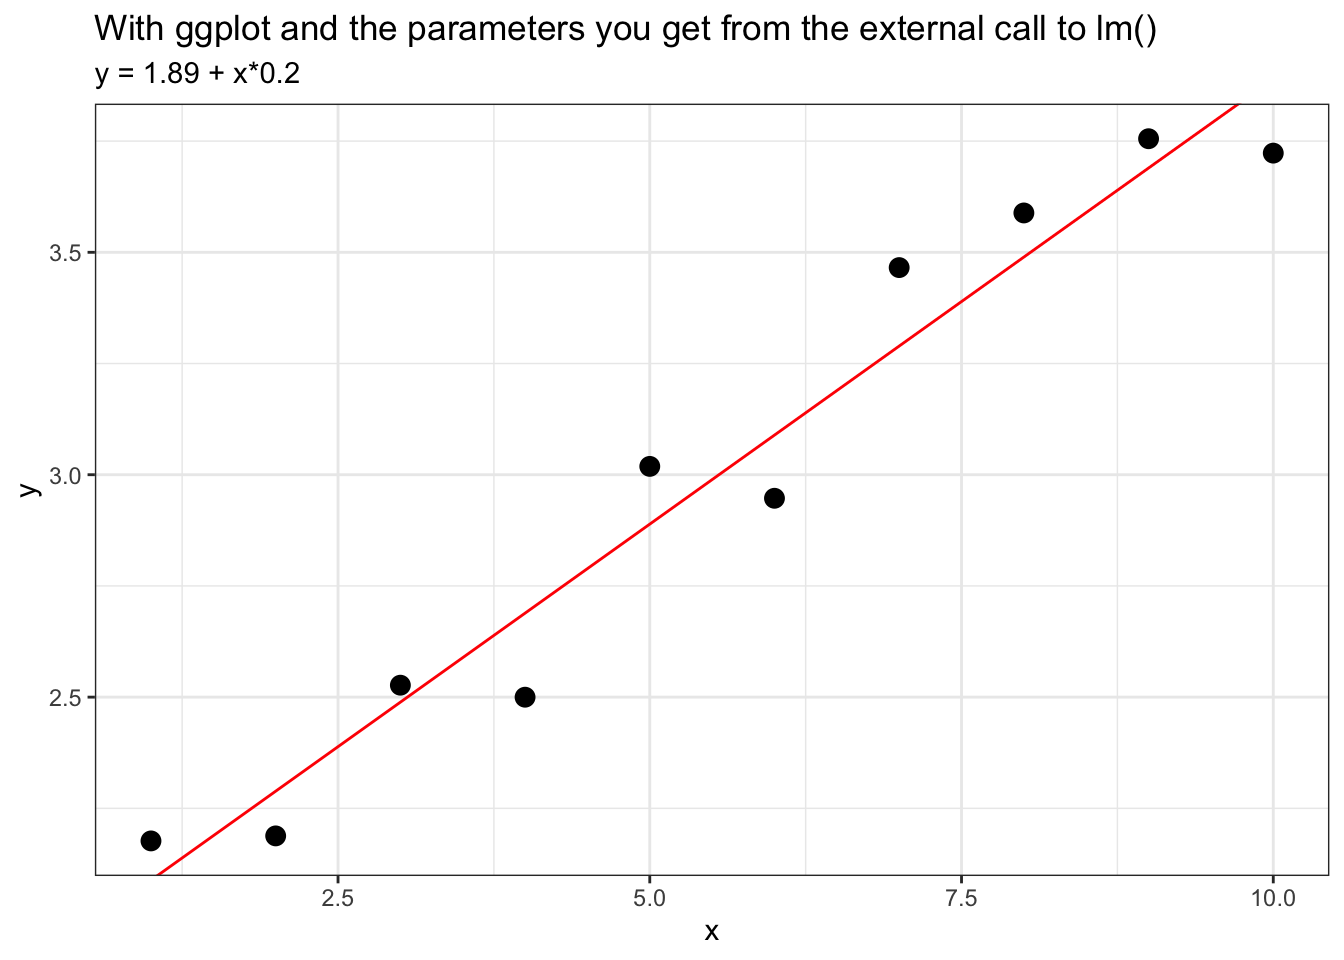 With ggplot and the parameters you get from the external call to lm()
y = 1.89 + x*0.2
3.5
3.0
2.5
y
2.5 5.0 7.5 10.0
x